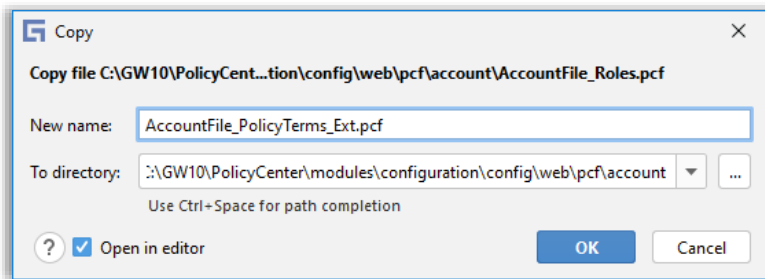 Copy
Copy file C:\GW10\PolicyCent...tion\config\web\pcf\account\AccountFile_Roles.pcf
New name: AccountFile_PolicyTerms_Ext.pcf
To directory: :\GW10\PolicyCenter\modules\configuration\config\web\pcf\account ...
Use Ctrl+Space for path completion
? Open in editor OK Cancel